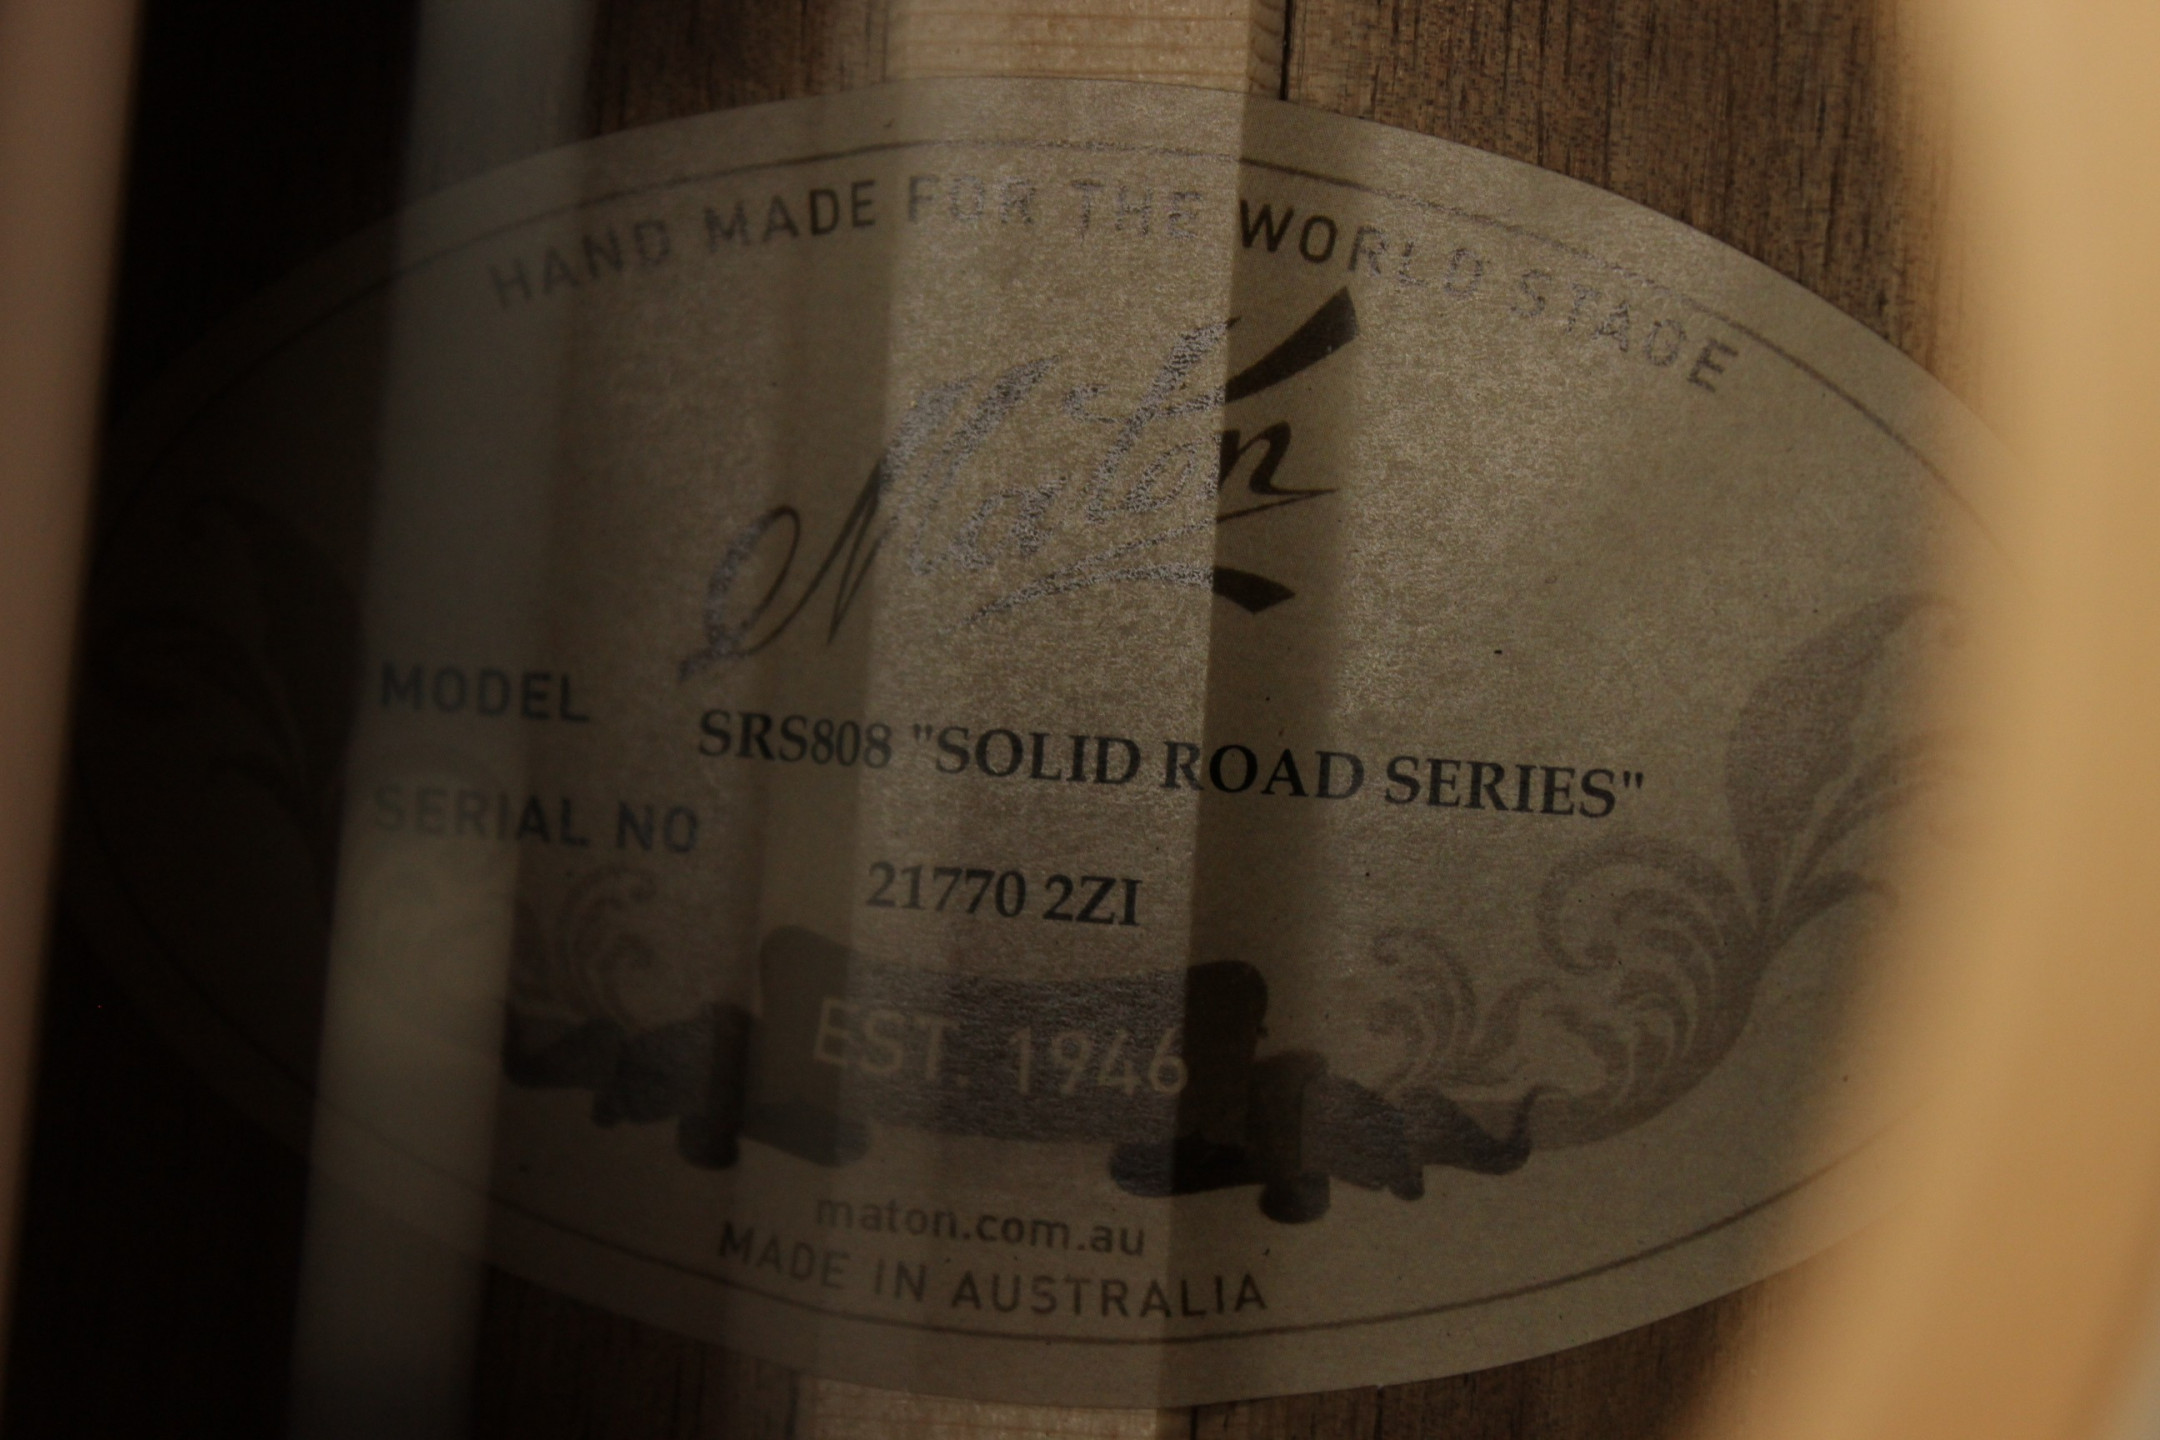 HAND MADE FOR THE WORLD STAGE
Maton
MODEL SRS808 "SOLID ROAD SERIES"
SERIAL NO
21770 2ZI
EST. 1946
maton.com.au
MADE IN AUSTRALIA